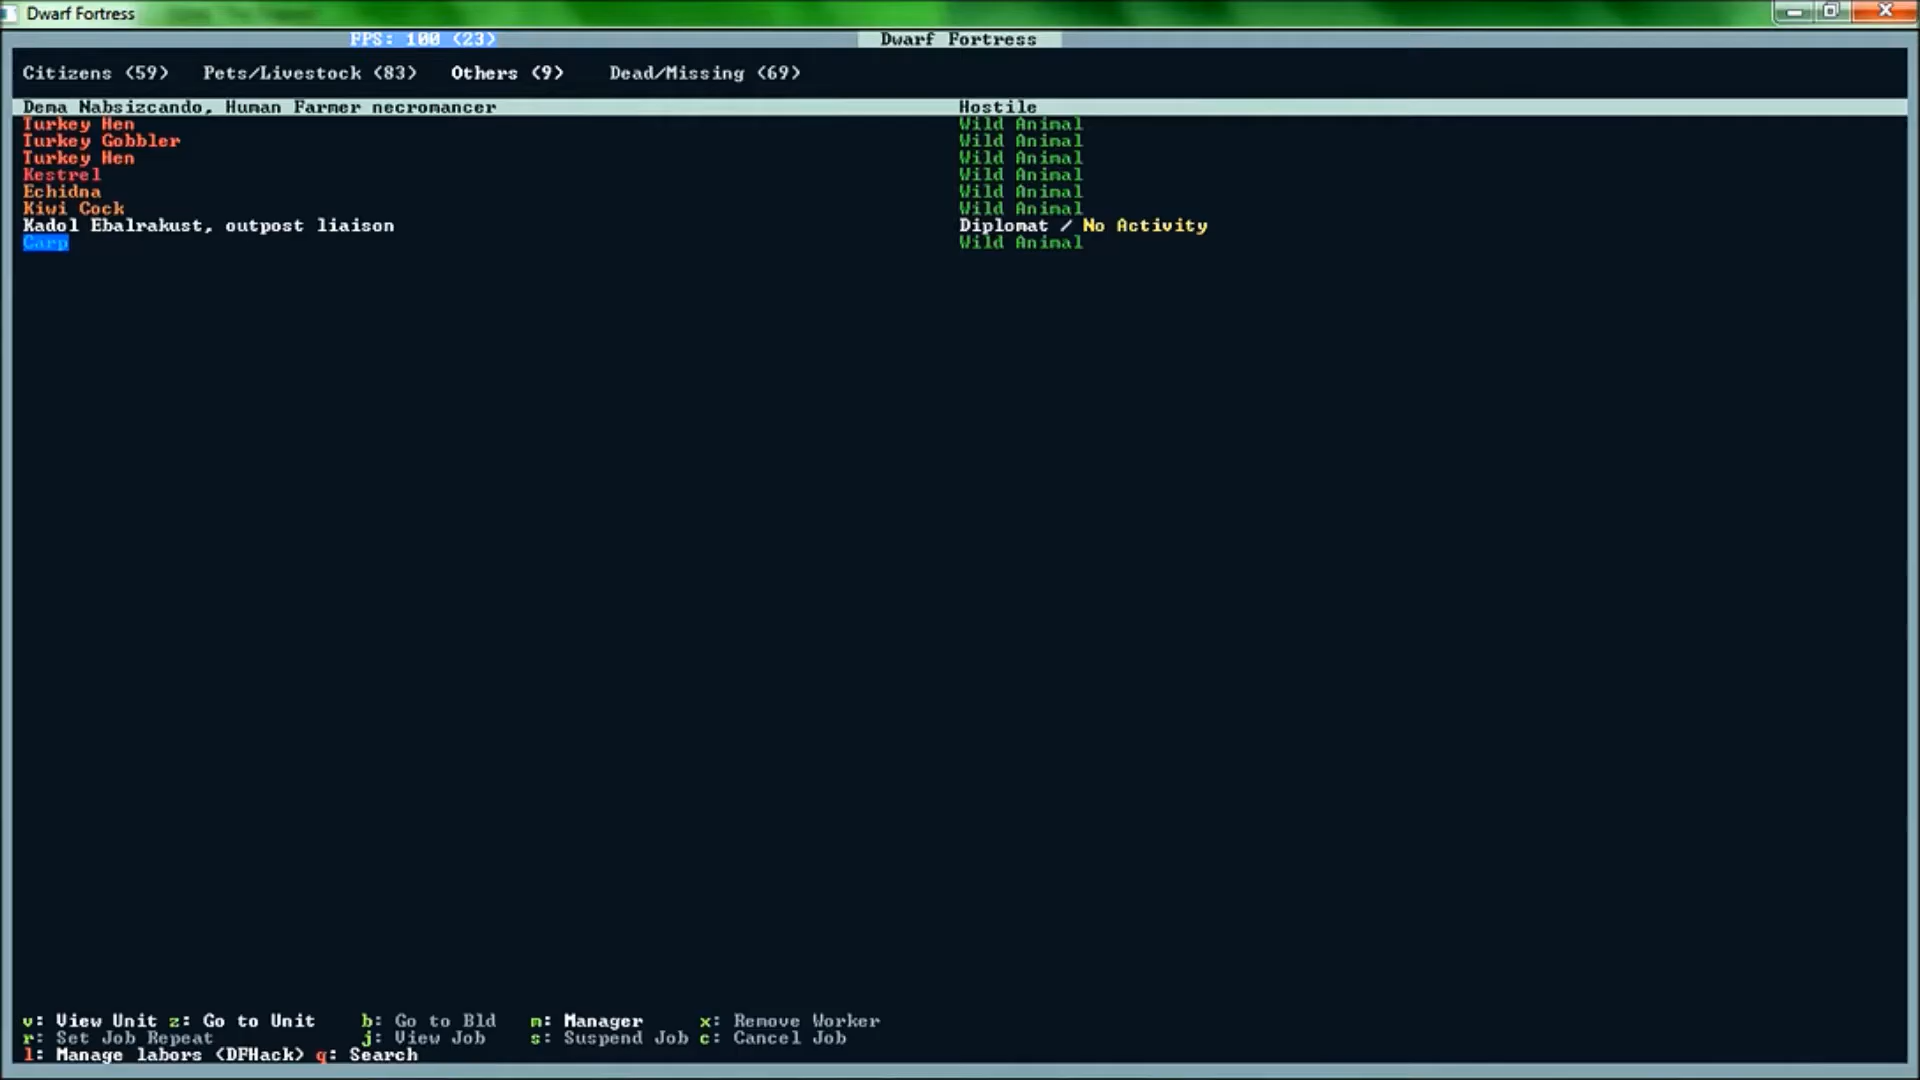 Dwarf Fortress
FPS: 100 (23) Dwarf Fortress
Citizens (59) Pets/Livestock (83) Others (9) Dead/Missing (69)
Dema Nabsizcando, Human Farmer necromancer Hostile
Turkey Hen Wild Animal
Turkey Gobbler Wild Animal
Turkey Hen Wild Animal
Kestrel Wild Animal
Echidna Wild Animal
Kiwi Cock Wild Animal
Kadol Ebalrakust, outpost liaison Diplomat / No Activity
Carp Wild Animal
v: View Unit z: Go to Unit b: Go to Bld m: Manager x: Remove Worker
r: Set Job Repeat j: View Job s: Suspend Job c: Cancel Job
l: Manage labors (DFHack) q: Search